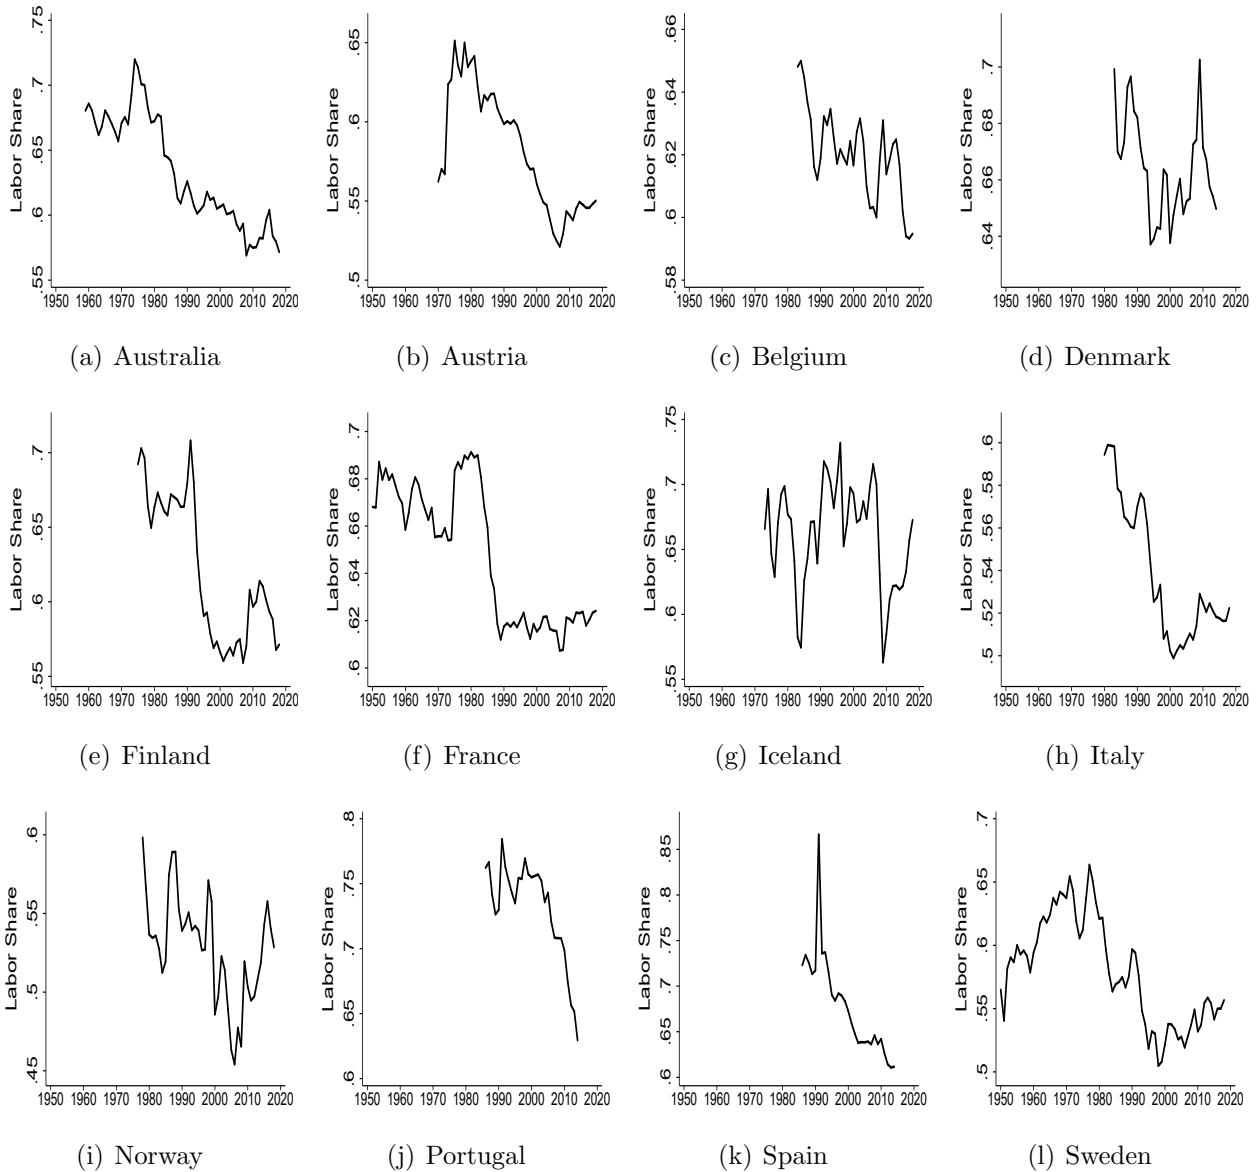 .55 .6 .65 .7 .75
Labor Share
1950 1960 1970 1980 1990 2000 2010 2020
(a) Australia
.5 .55 .6 .65
Labor Share
1950 1960 1970 1980 1990 2000 2010 2020
(b) Austria
.58 .6 .62 .64 .66
Labor Share
1950 1960 1970 1980 1990 2000 2010 2020
(c) Belgium
.64 .66 .68 .7
Labor Share
1950 1960 1970 1980 1990 2000 2010 2020
(d) Denmark
.55 .6 .65 .7
Labor Share
1950 1960 1970 1980 1990 2000 2010 2020
(e) Finland
.6 .62 .64 .66 .68 .7
Labor Share
1950 1960 1970 1980 1990 2000 2010 2020
(f) France
.55 .6 .65 .7 .75
Labor Share
1950 1960 1970 1980 1990 2000 2010 2020
(g) Iceland
.5 .52 .54 .56 .58 .6
Labor Share
1950 1960 1970 1980 1990 2000 2010 2020
(h) Italy
.45 .5 .55 .6
Labor Share
1950 1960 1970 1980 1990 2000 2010 2020
(i) Norway
.6 .65 .7 .75 .8
Labor Share
1950 1960 1970 1980 1990 2000 2010 2020
(j) Portugal
.6 .65 .7 .75 .8 .85
Labor Share
1950 1960 1970 1980 1990 2000 2010 2020
(k) Spain
.5 .55 .6 .65 .7
Labor Share
1950 1960 1970 1980 1990 2000 2010 2020
(l) Sweden